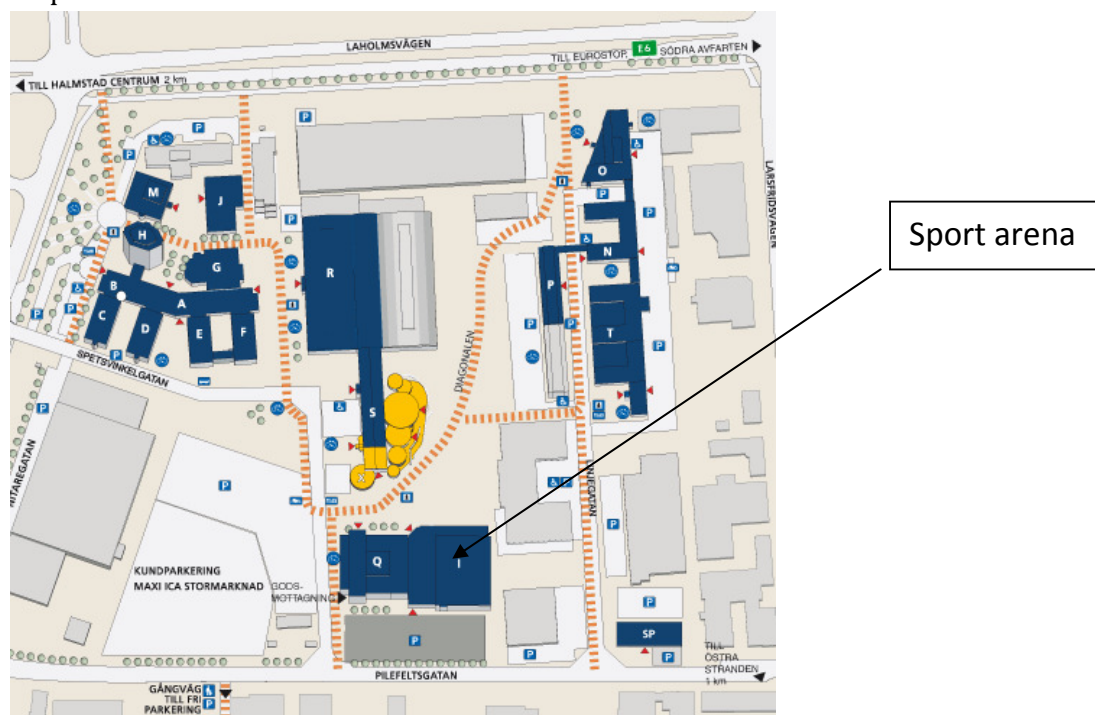 LAHOLMSVÄGEN
TILL EUROSTOP, E6 SÖDRA AVFARTEN
TILL HALMSTAD CENTRUM 2 km
LARSFRIDSVÄGEN
P
P
P
P
M
J
O
P
H
P
R
N
G
B
A
P
C
D
E
F
P
P
P
T
P
P
P
SPETSVINKELGATAN
DIAGONALEN
P
S
X
LINJEGATAN
P
P
P
KUNDPARKERING
MAXI ICA STORMARKNAD
GODS-
MOTTAGNING
Q
I
P
P
SP
P
P
P
P
PILEFELTSGATAN
TILL
ÖSTRA
STRANDEN
1 km
GÅNGVÄG
TILL FRI
PARKERING
P
Sport arena